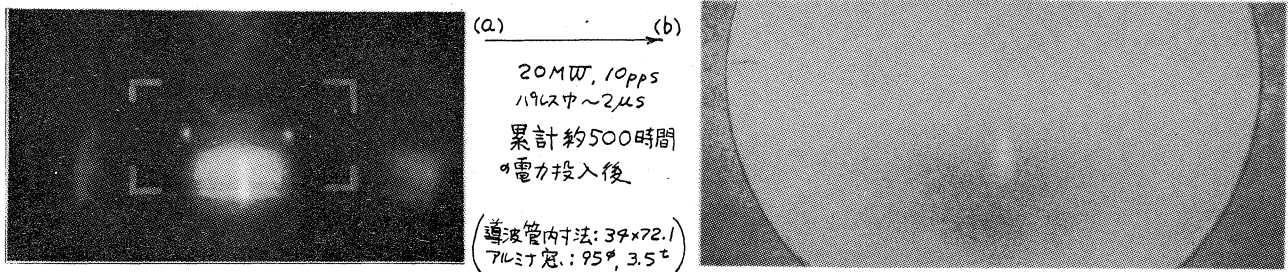 (a) (b)
20MW, 10pps
パルス巾~2μs
累計約500時間
の電力投入後
(導波管内寸法: 34×72.1
アルミナ窓: 95φ, 3.5t)